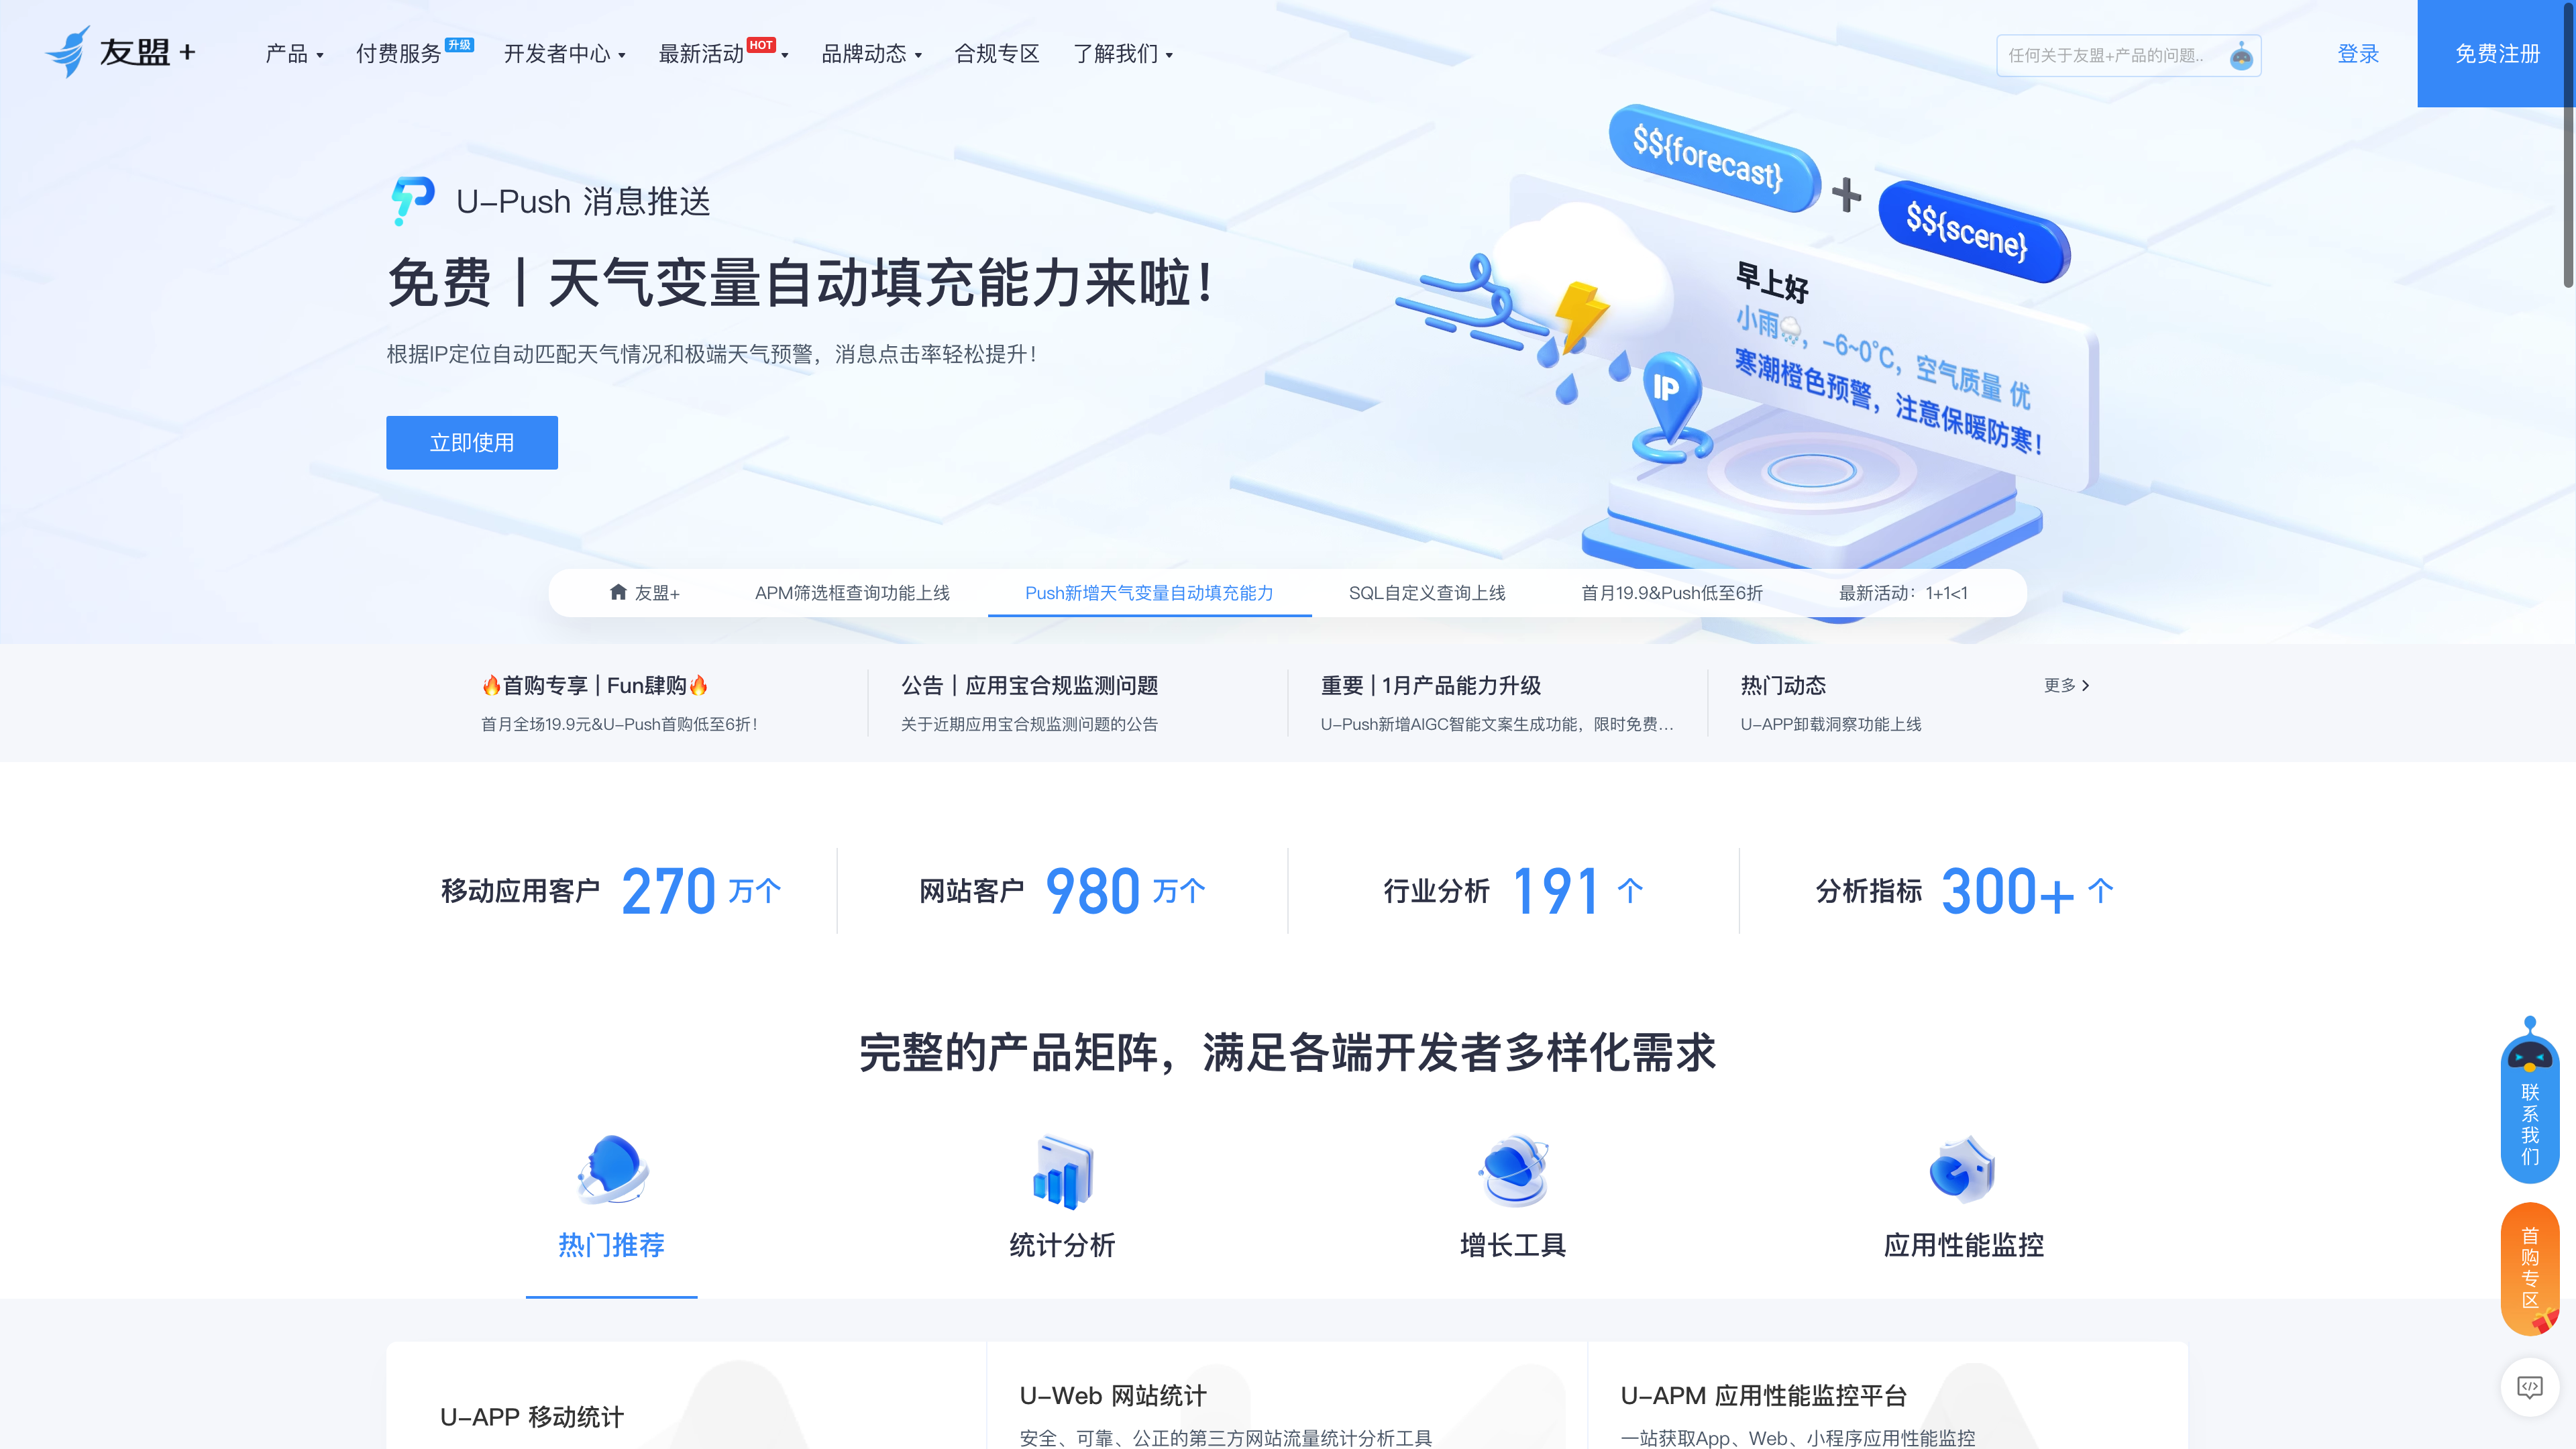 友盟+
产品
付费服务
升级
开发者中心
最新活动
HOT
品牌动态
合规专区
了解我们
任何关于友盟+产品的问题..
登录
免费注册
U-Push 消息推送
免费丨天气变量自动填充能力来啦！
根据IP定位自动匹配天气情况和极端天气预警，消息点击率轻松提升！
立即使用
$${forecast}
+
$${scene}
早上好
小雨🌧，-6~0℃，空气质量 优
寒潮橙色预警，注意保暖防寒！
IP
友盟+
APM筛选框查询功能上线
Push新增天气变量自动填充能力
SQL自定义查询上线
首月19.9&Push低至6折
最新活动：1+1<1
🔥首购专享 | Fun肆购🔥
首月全场19.9元&U-Push首购低至6折！
公告丨应用宝合规监测问题
关于近期应用宝合规监测问题的公告
重要 | 1月产品能力升级
U-Push新增AIGC智能文案生成功能，限时免费...
热门动态
更多
U-APP卸载洞察功能上线
移动应用客户 270 万个
网站客户 980 万个
行业分析 191 个
分析指标 300+ 个
完整的产品矩阵，满足各端开发者多样化需求
热门推荐
统计分析
增长工具
应用性能监控
U-APP 移动统计
U-Web 网站统计
安全、可靠、公正的第三方网站流量统计分析工具
U-APM 应用性能监控平台
一站获取App、Web、小程序应用性能监控
联系我们
首购专区